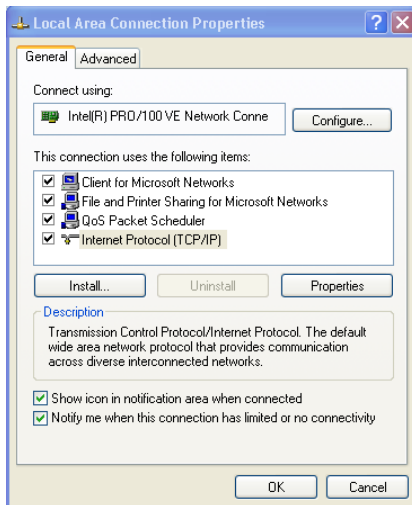 Local Area Connection Properties
General Advanced
Connect using:
Intel(R) PRO/100 VE Network Conne
Configure...
This connection uses the following items:
Client for Microsoft Networks
File and Printer Sharing for Microsoft Networks
QoS Packet Scheduler
Internet Protocol (TCP/IP)
Install... Uninstall Properties
Description
Transmission Control Protocol/Internet Protocol. The default
wide area network protocol that provides communication
across diverse interconnected networks.
Show icon in notification area when connected
Notify me when this connection has limited or no connectivity
OK Cancel